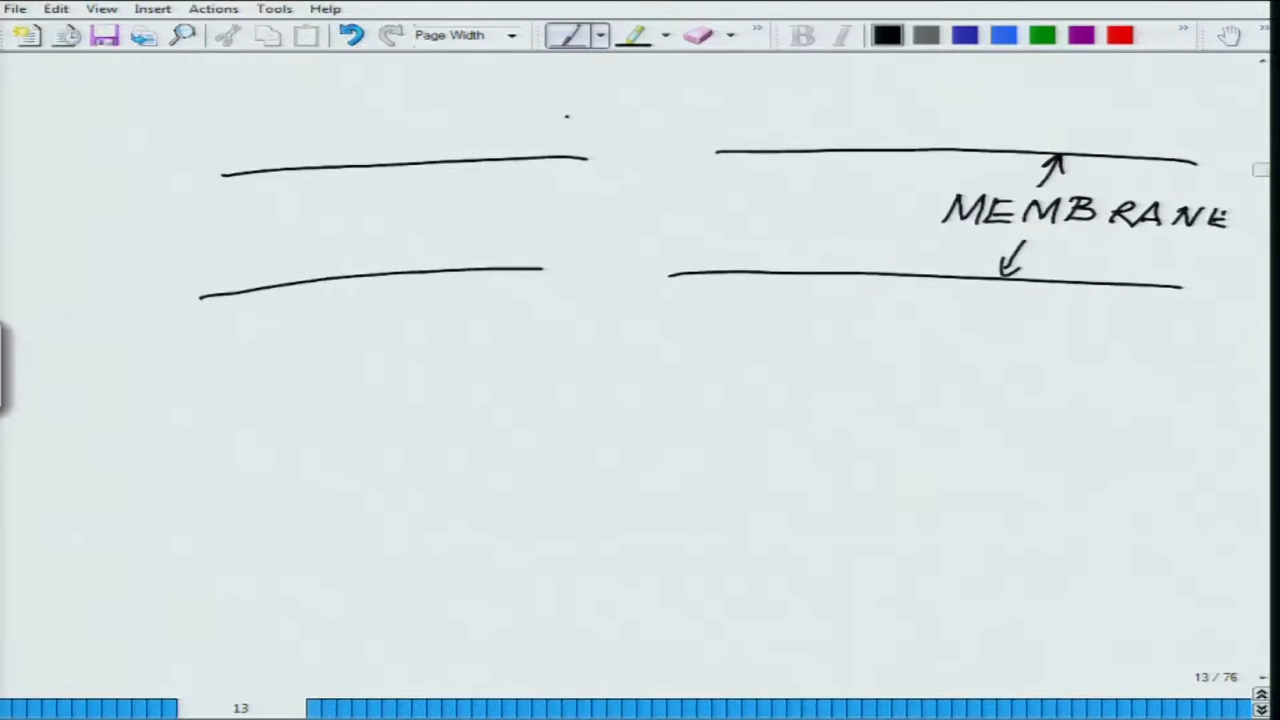 File Edit View Insert Actions Tools Help
Page Width
B I
MEMBRANE
13 / 76
13